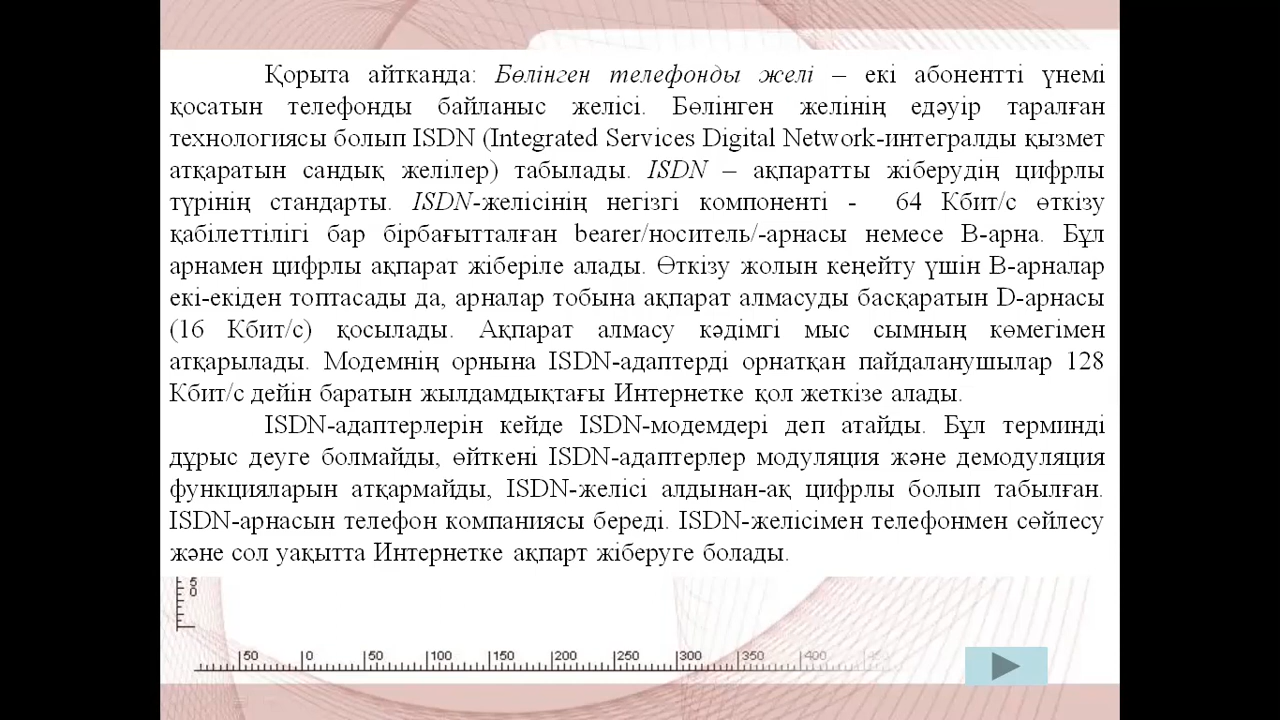 Қорыта айтқанда: Бөлінген телефонды желі – екі абонентті үнемі
қосатын телефонды байланыс желісі. Бөлінген желінің едәуір таралған
технологиясы болып ISDN (Integrated Services Digital Network-интегралды қызмет
атқаратын сандық желілер) табылады. ISDN – ақпаратты жіберудің цифрлы
түрінің стандарты. ISDN-желісінің негізгі компоненті - 64 Кбит/с өткізу
қабілеттілігі бар бірбағытталған bearer/носитель/-арнасы немесе В-арна. Бұл
арнамен цифрлы ақпарат жіберіле алады. Өткізу жолын кеңейту үшін В-арналар
екі-екіден топтасады да, арналар тобына ақпарат алмасуды басқаратын D-арнасы
(16 Кбит/с) қосылады. Ақпарат алмасу кәдімгі мыс сымның көмегімен
атқарылады. Модемнің орнына ISDN-адаптерді орнатқан пайдаланушылар 128
Кбит/с дейін баратын жылдамдықтағы Интернетке қол жеткізе алады.
ISDN-адаптерлерін кейде ISDN-модемдері деп атайды. Бұл терминді
дұрыс деуге болмайды, өйткені ISDN-адаптерлер модуляция және демодуляция
функцияларын атқармайды, ISDN-желісі алдынан-ақ цифрлы болып табылған.
ISDN-арнасын телефон компаниясы береді. ISDN-желісімен телефонмен сөйлесу
және сол уақытта Интернетке ақпарт жіберуге болады.
50
50 0 50 100 150 200 250 300 350 400 450